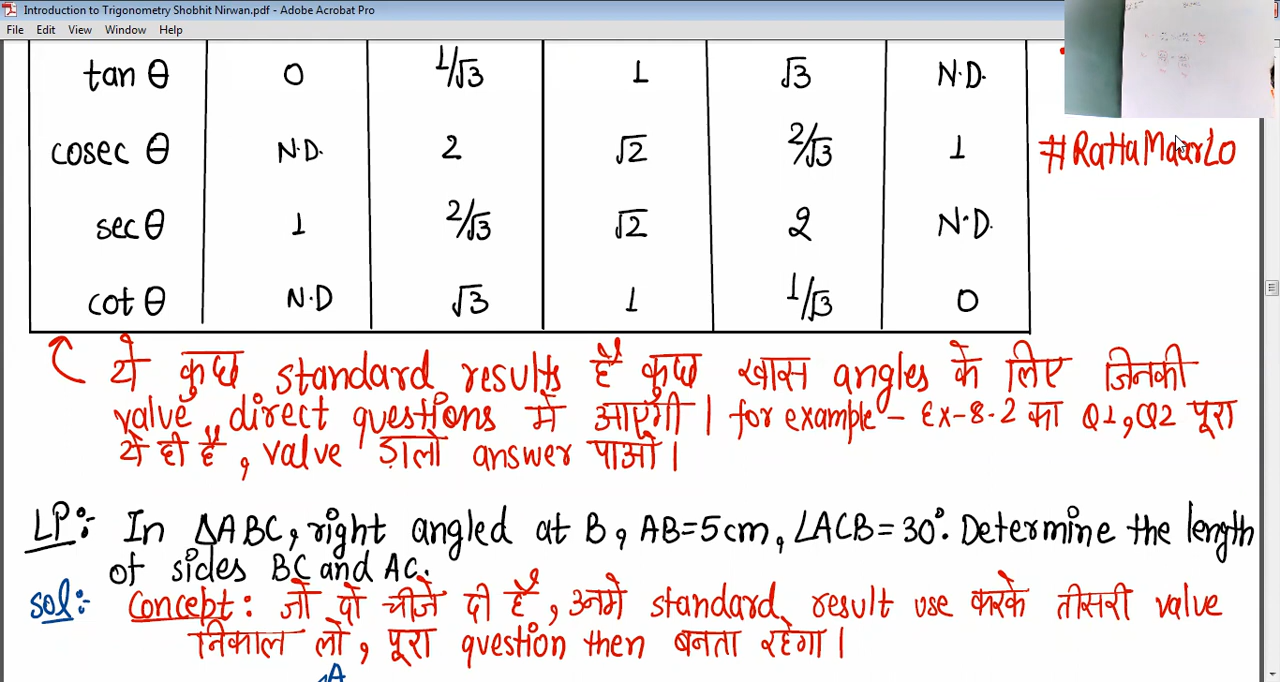 Introduction to Trigonometry Shobhit Nirwan.pdf - Adobe Acrobat Pro
File Edit View Window Help
tan θ 0 1/√3 1 √3 N.D.
cosec θ N.D. 2 √2 2/√3 1
#RattaMaarLo
sec θ 1 2/√3 √2 2 N.D.
cot θ N.D √3 1 1/√3 0
ये कुछ standard results हैं कुछ खास angles के लिए जिनकी
value direct questions में आएगी। for example - Ex-8.2 का Q1, Q2 पूरा
ये ही है, value डालो answer पाओ।
LP:- In ΔABC, right angled at B, AB=5cm, ∠ACB=30°. Determine the length
of sides BC and AC.
Sol:- Concept: जो दो चीजें दी हैं, उनमे standard result use करके तीसरी value
निकाल लो, पूरा question then बनता रहेगा।
A